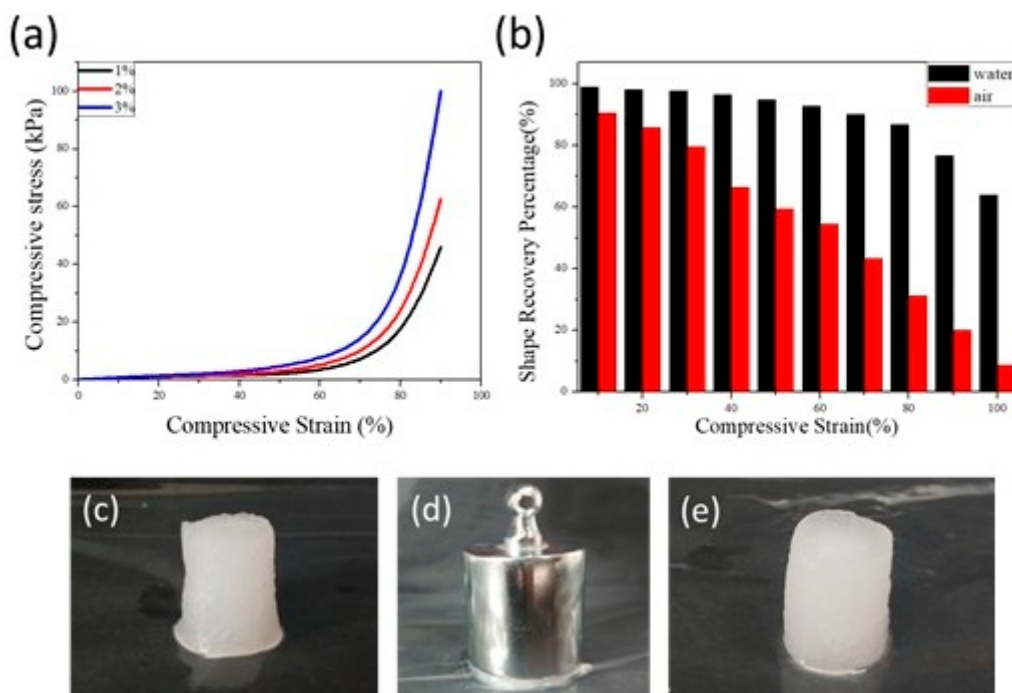 (a)
1%
2%
3%
Compressive stress (kPa)
100
80
60
40
20
0
0
20
40
60
80
100
Compressive Strain (%)
(b)
water
air
Shape Recovery Percentage(%)
100
80
60
40
20
0
20
40
60
80
100
Compressive Strain(%)
(c)
(d)
(e)